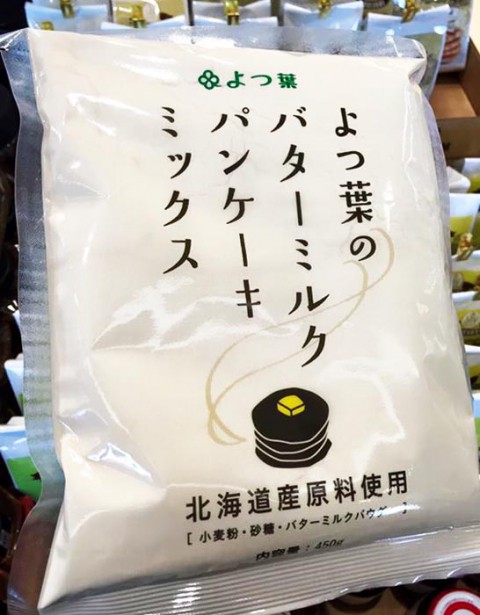 よつ葉
よつ葉の
バターミルク
パンケーキ
ミックス
北海道産原料使用
[ 小麦粉・砂糖・バターミルクパウダー ]
内容量：450g